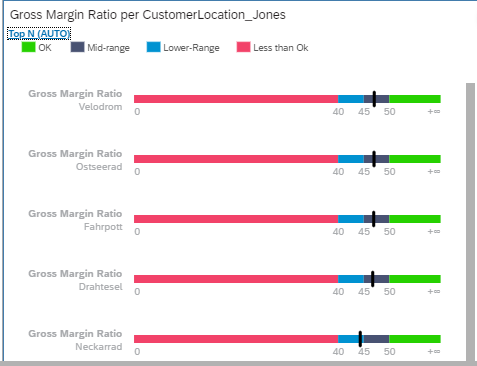 Gross Margin Ratio per CustomerLocation_Jones
Top N (AUTO)
OK Mid-range Lower-Range Less than Ok
Gross Margin Ratio
Velodrom
0 40 45 50 +∞
Gross Margin Ratio
Ostseerad
0 40 45 50 +∞
Gross Margin Ratio
Fahrpott
0 40 45 50 +∞
Gross Margin Ratio
Drahtesel
0 40 45 50 +∞
Gross Margin Ratio
Neckarrad
0 40 45 50 +∞